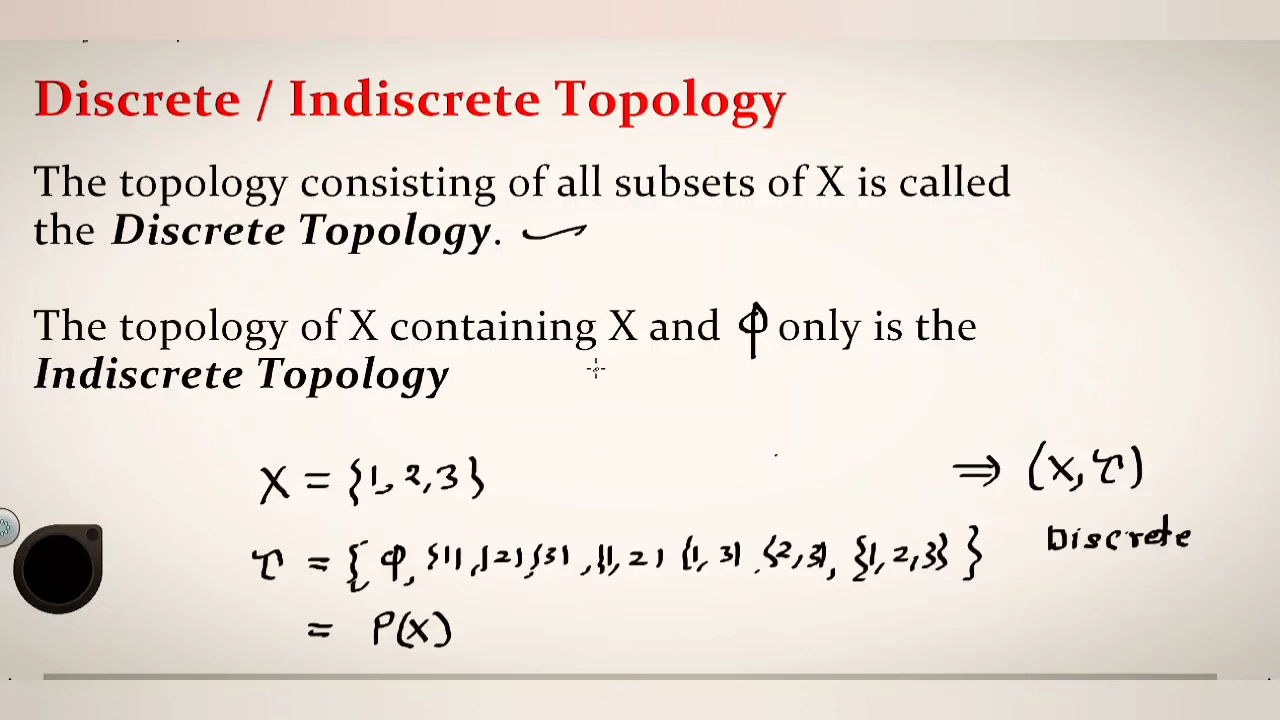 Discrete / Indiscrete Topology
The topology consisting of all subsets of X is called
the Discrete Topology.
The topology of X containing X and φ only is the
Indiscrete Topology
X = {1, 2, 3}
⇒ (X, τ)
Discrete
τ = { φ, {1}, {2} {3}, {1, 2} {1, 3} {2, 3}, {1, 2, 3} }
= P(X)